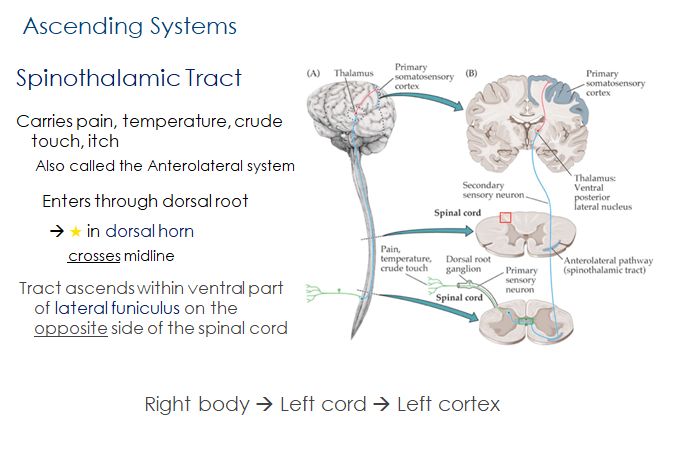 Ascending Systems
Spinothalamic Tract
Carries pain, temperature, crude
touch, itch
Also called the Anterolateral system
Enters through dorsal root
→ ★ in dorsal horn
crosses midline
Tract ascends within ventral part
of lateral funiculus on the
opposite side of the spinal cord
(A)
Thalamus
Primary
somatosensory
cortex
(B)
Primary
somatosensory
cortex
Thalamus:
Ventral
posterior
lateral nucleus
Secondary
sensory neuron
Spinal cord
Anterolateral pathway
(spinothalamic tract)
Pain,
temperature,
crude touch
Dorsal root
ganglion
Primary
sensory
neuron
Spinal cord
Right body → Left cord → Left cortex